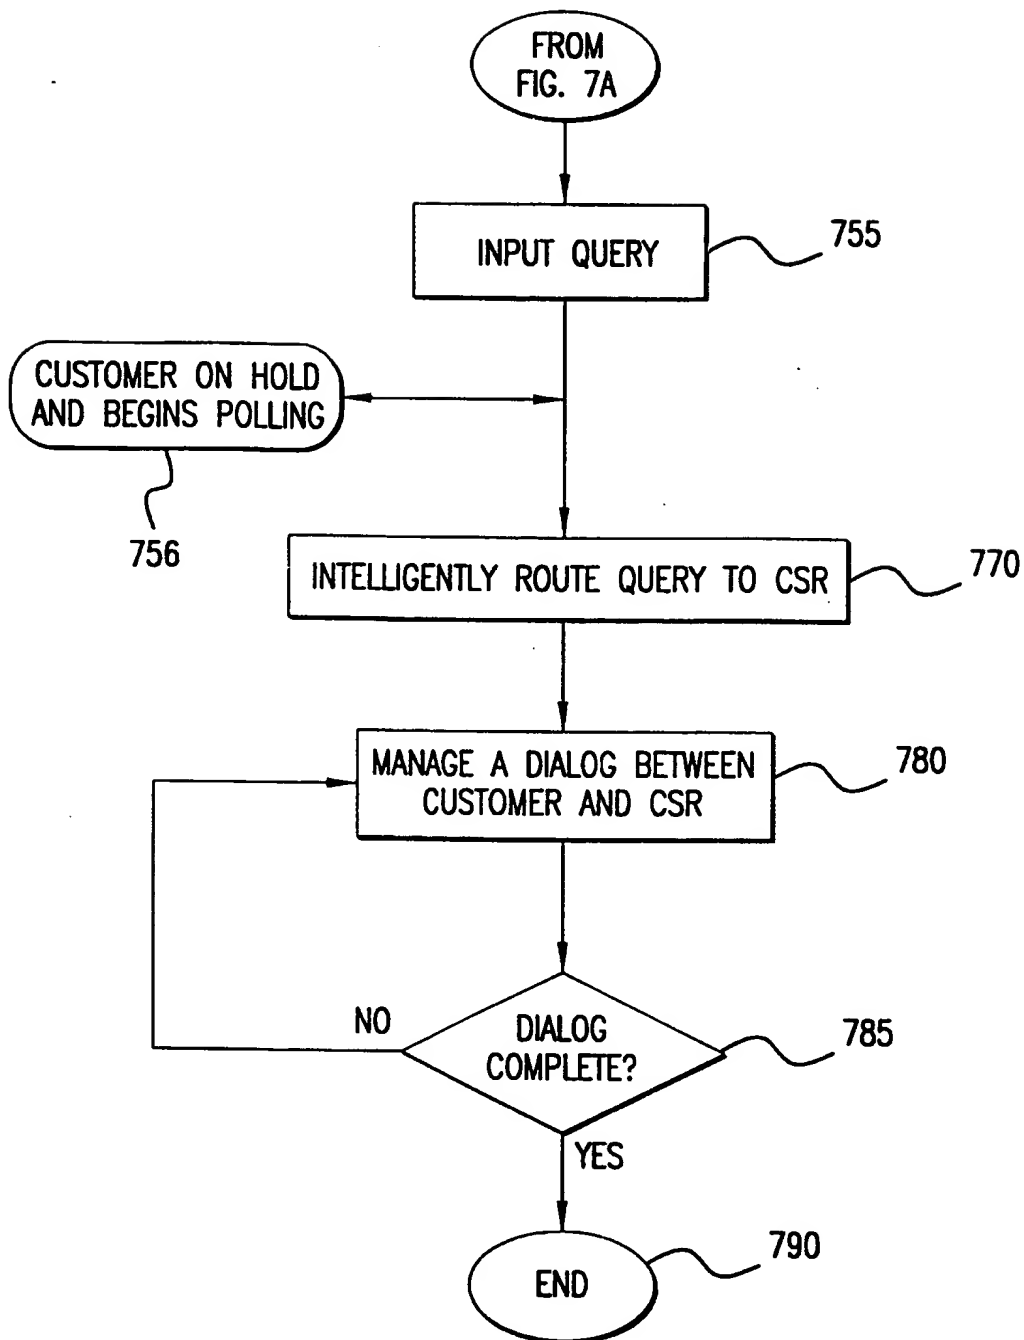 FROM
FIG. 7A
INPUT QUERY
755
CUSTOMER ON HOLD
AND BEGINS POLLING
756
INTELLIGENTLY ROUTE QUERY TO CSR
770
MANAGE A DIALOG BETWEEN
CUSTOMER AND CSR
780
NO
DIALOG
COMPLETE?
785
YES
END
790